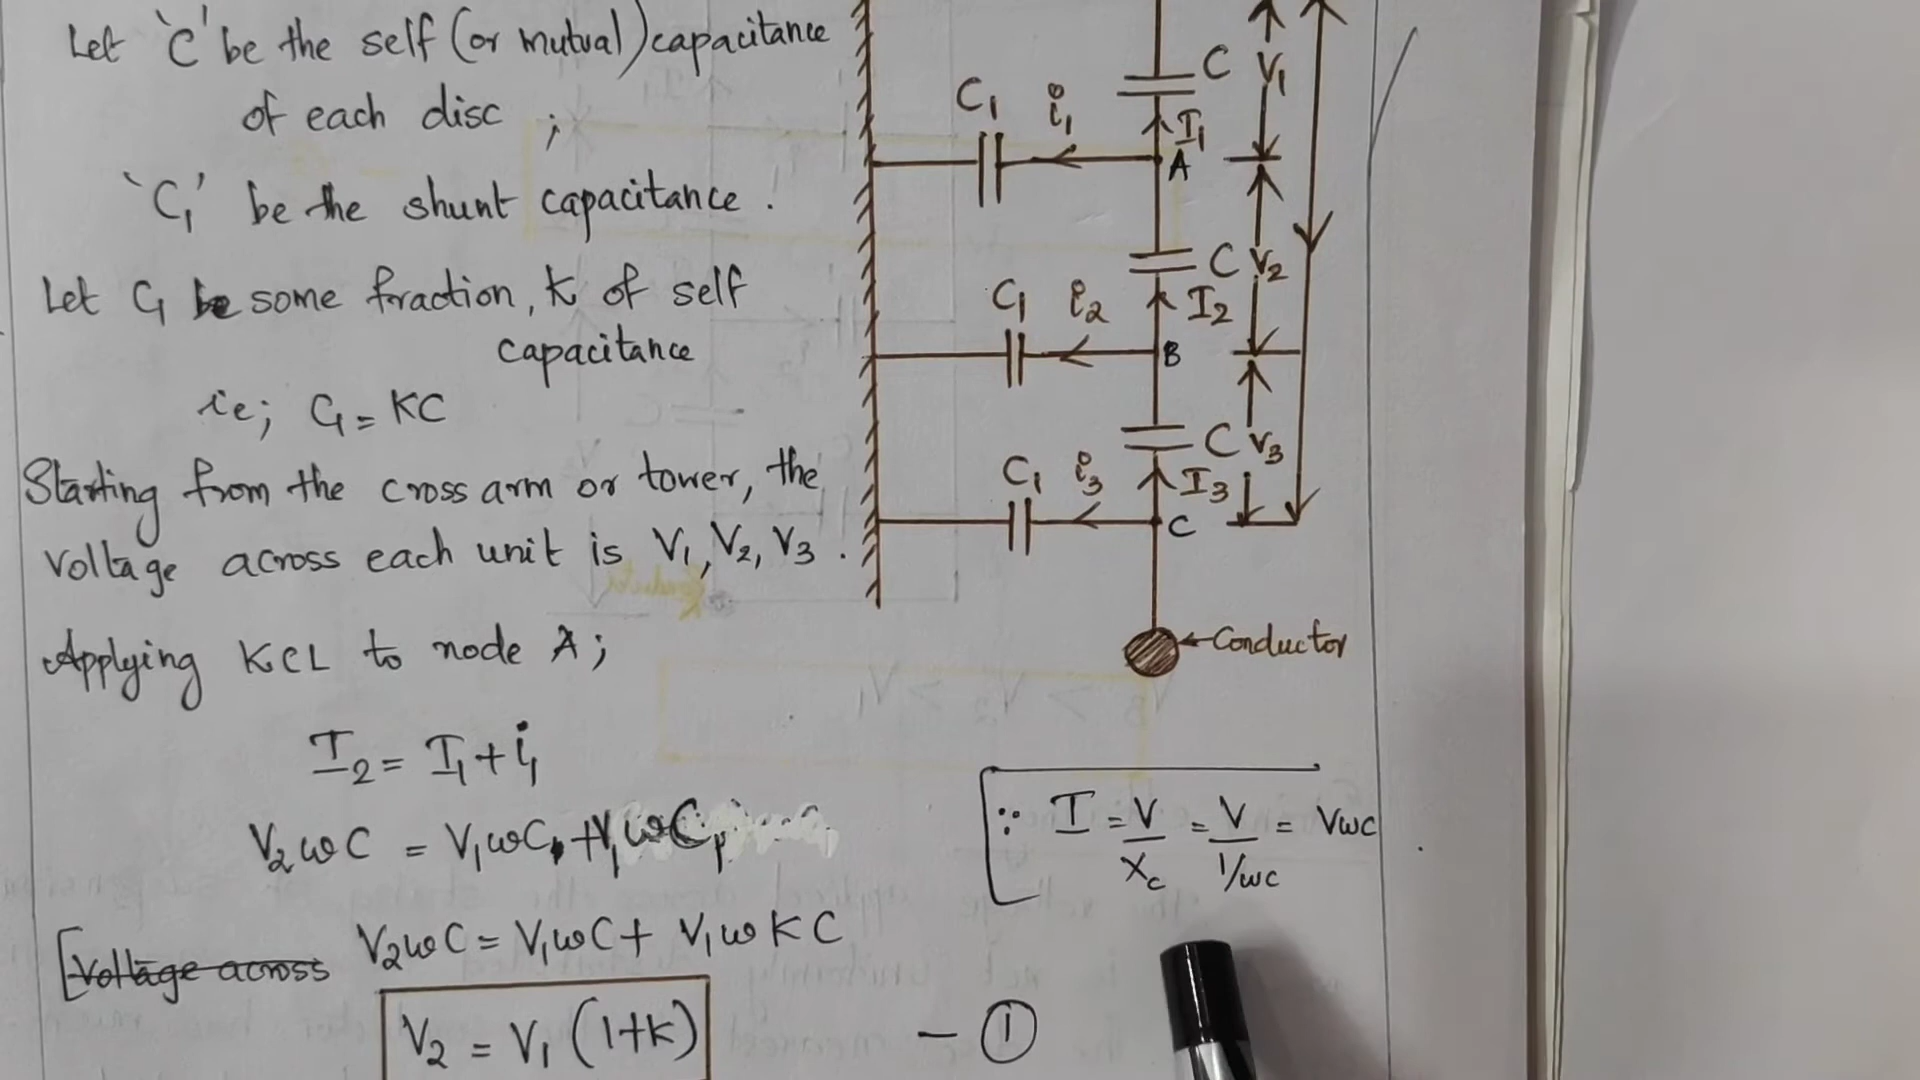 Let 'C' be the self (or mutual) capacitance
of each disc ;
'C₁' be the shunt capacitance .
Let C₁ be some fraction, K of self
capacitance
ie; C₁ = KC
Starting from the cross arm or tower, the
voltage across each unit is V₁, V₂, V₃ .
Applying KCL to node A;
I₂ = I₁ + i₁
V₂ωC = V₁ωC + V₁ωC₁
Voltage across V₂ωC = V₁ωC + V₁ωKC
V₂ = V₁ (1+K) — ①
C V₁
C₁ i₁ I₁
A
C V₂
C₁ i₂ I₂
B
C V₃
C₁ i₃ I₃
C
Conductor
∵ I = V/Xc = V/1/ωc = Vωc